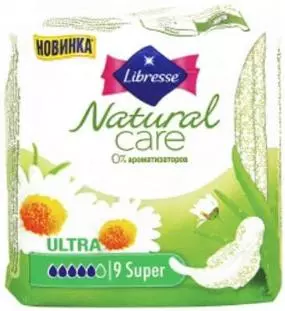 НОВИНКА
Libresse
Natural
care
0% ароматизаторов
ULTRA
9 Super